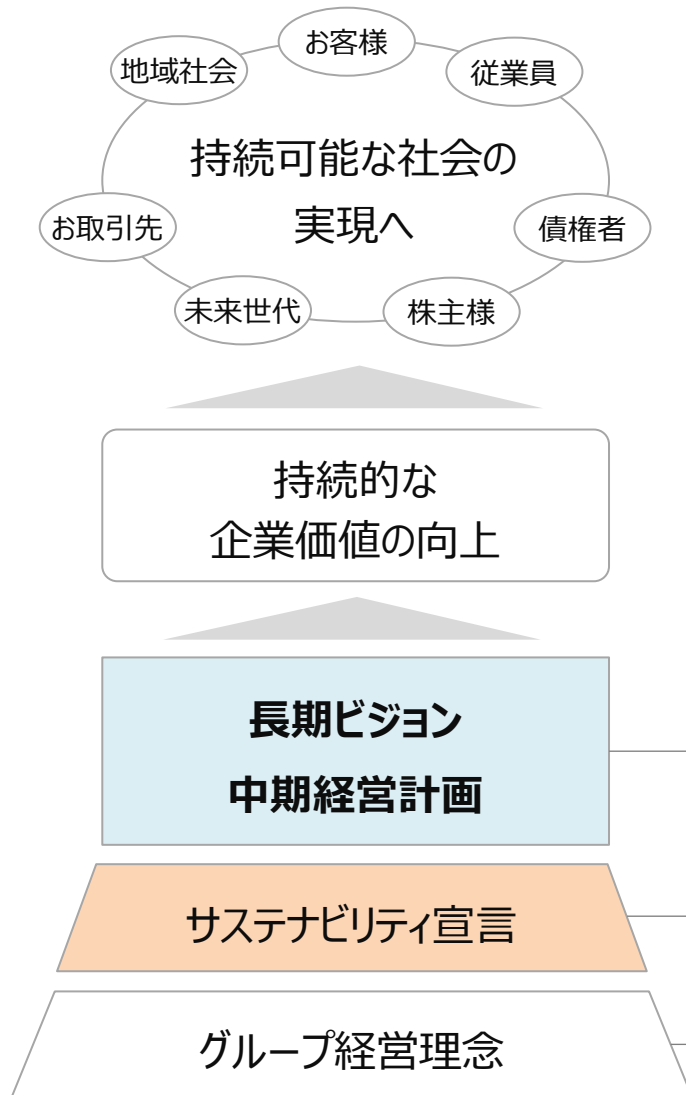 お客様
地域社会
従業員
持続可能な社会の
実現へ
お取引先
債権者
未来世代
株主様
持続的な
企業価値の向上
長期ビジョン
中期経営計画
サステナビリティ宣言
グループ経営理念